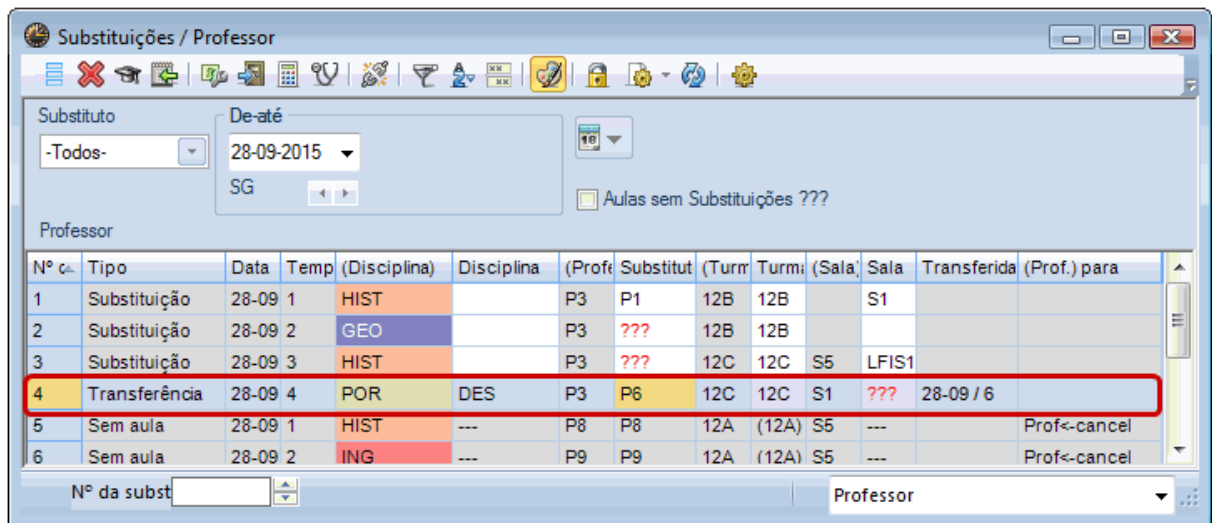 Substituições / Professor
Substituto
De-até
-Todos-
28-09-2015
SG
Aulas sem Substituições ???
Professor
Nº c Tipo Data Temp (Disciplina) Disciplina (Profe Substitut (Turm Turma (Sala) Sala Transferida (Prof.) para
1 Substituição 28-09 1 HIST P3 P1 12B 12B S1
2 Substituição 28-09 2 GEO P3 ??? 12B 12B
3 Substituição 28-09 3 HIST P3 ??? 12C 12C S5 LFIS1
4 Transferência 28-09 4 POR DES P3 P6 12C 12C S1 ??? 28-09 / 6
5 Sem aula 28-09 1 HIST --- P8 P8 12A (12A) S5 --- Prof<-cancel
6 Sem aula 28-09 2 ING --- P9 P9 12A (12A) S5 --- Prof<-cancel
Nº da subst
Professor